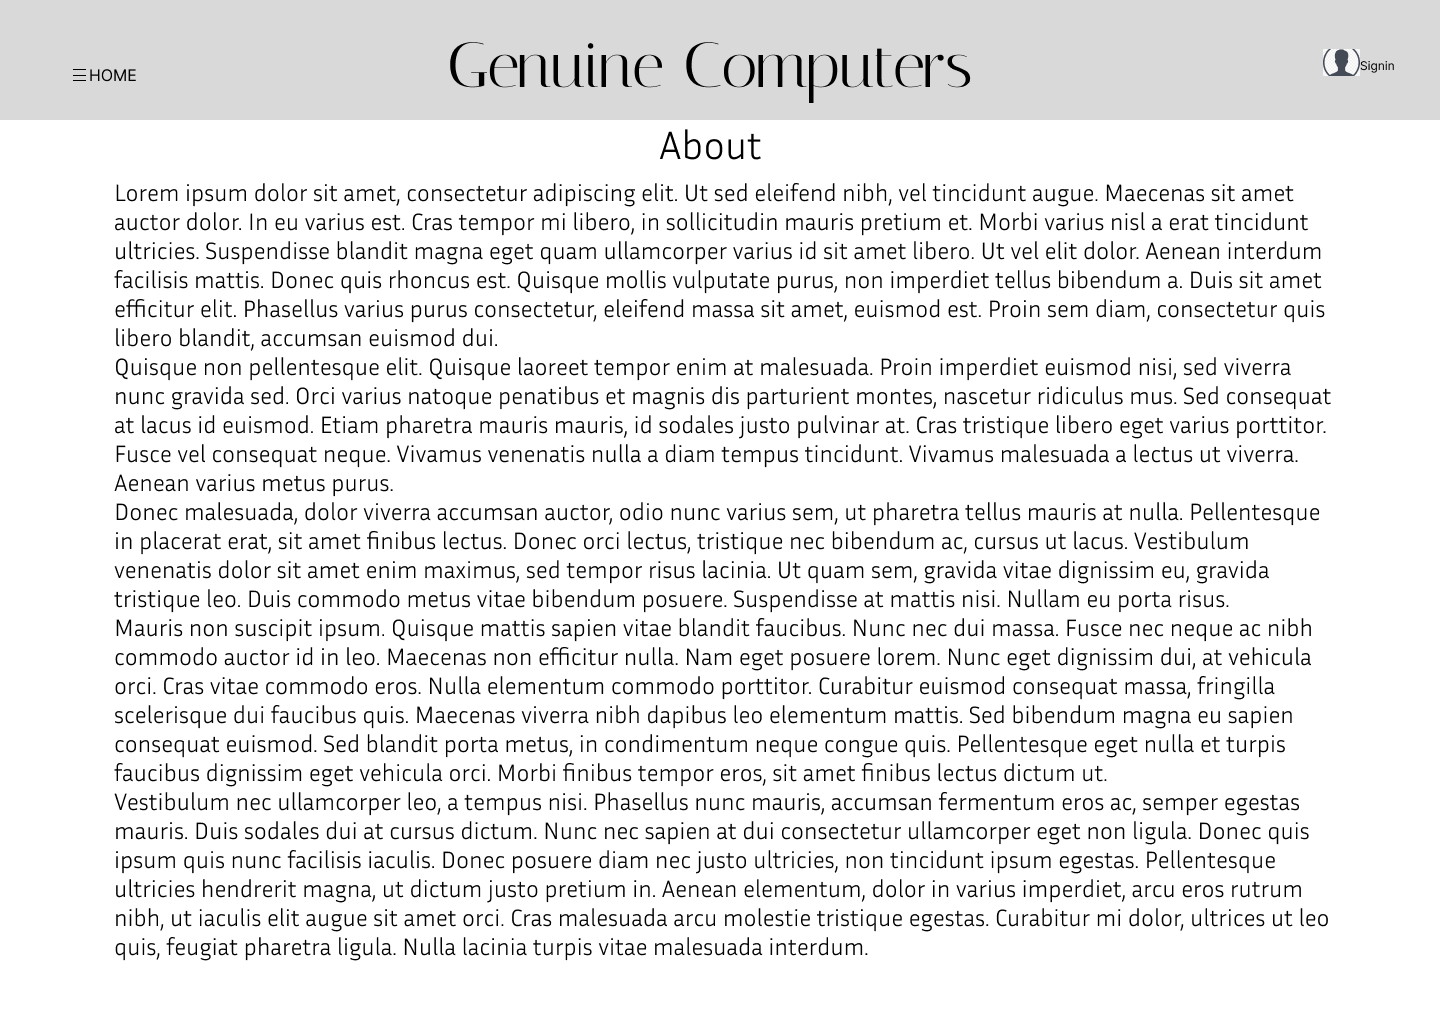 HOME
Genuine Computers
Signin
About
Lorem ipsum dolor sit amet, consectetur adipiscing elit. Ut sed eleifend nibh, vel tincidunt augue. Maecenas sit amet
auctor dolor. In eu varius est. Cras tempor mi libero, in sollicitudin mauris pretium et. Morbi varius nisl a erat tincidunt
ultricies. Suspendisse blandit magna eget quam ullamcorper varius id sit amet libero. Ut vel elit dolor. Aenean interdum
facilisis mattis. Donec quis rhoncus est. Quisque mollis vulputate purus, non imperdiet tellus bibendum a. Duis sit amet
efficitur elit. Phasellus varius purus consectetur, eleifend massa sit amet, euismod est. Proin sem diam, consectetur quis
libero blandit, accumsan euismod dui.
Quisque non pellentesque elit. Quisque laoreet tempor enim at malesuada. Proin imperdiet euismod nisi, sed viverra
nunc gravida sed. Orci varius natoque penatibus et magnis dis parturient montes, nascetur ridiculus mus. Sed consequat
at lacus id euismod. Etiam pharetra mauris mauris, id sodales justo pulvinar at. Cras tristique libero eget varius porttitor.
Fusce vel consequat neque. Vivamus venenatis nulla a diam tempus tincidunt. Vivamus malesuada a lectus ut viverra.
Aenean varius metus purus.
Donec malesuada, dolor viverra accumsan auctor, odio nunc varius sem, ut pharetra tellus mauris at nulla. Pellentesque
in placerat erat, sit amet finibus lectus. Donec orci lectus, tristique nec bibendum ac, cursus ut lacus. Vestibulum
venenatis dolor sit amet enim maximus, sed tempor risus lacinia. Ut quam sem, gravida vitae dignissim eu, gravida
tristique leo. Duis commodo metus vitae bibendum posuere. Suspendisse at mattis nisi. Nullam eu porta risus.
Mauris non suscipit ipsum. Quisque mattis sapien vitae blandit faucibus. Nunc nec dui massa. Fusce nec neque ac nibh
commodo auctor id in leo. Maecenas non efficitur nulla. Nam eget posuere lorem. Nunc eget dignissim dui, at vehicula
orci. Cras vitae commodo eros. Nulla elementum commodo porttitor. Curabitur euismod consequat massa, fringilla
scelerisque dui faucibus quis. Maecenas viverra nibh dapibus leo elementum mattis. Sed bibendum magna eu sapien
consequat euismod. Sed blandit porta metus, in condimentum neque congue quis. Pellentesque eget nulla et turpis
faucibus dignissim eget vehicula orci. Morbi finibus tempor eros, sit amet finibus lectus dictum ut.
Vestibulum nec ullamcorper leo, a tempus nisi. Phasellus nunc mauris, accumsan fermentum eros ac, semper egestas
mauris. Duis sodales dui at cursus dictum. Nunc nec sapien at dui consectetur ullamcorper eget non ligula. Donec quis
ipsum quis nunc facilisis iaculis. Donec posuere diam nec justo ultricies, non tincidunt ipsum egestas. Pellentesque
ultricies hendrerit magna, ut dictum justo pretium in. Aenean elementum, dolor in varius imperdiet, arcu eros rutrum
nibh, ut iaculis elit augue sit amet orci. Cras malesuada arcu molestie tristique egestas. Curabitur mi dolor, ultrices ut leo
quis, feugiat pharetra ligula. Nulla lacinia turpis vitae malesuada interdum.